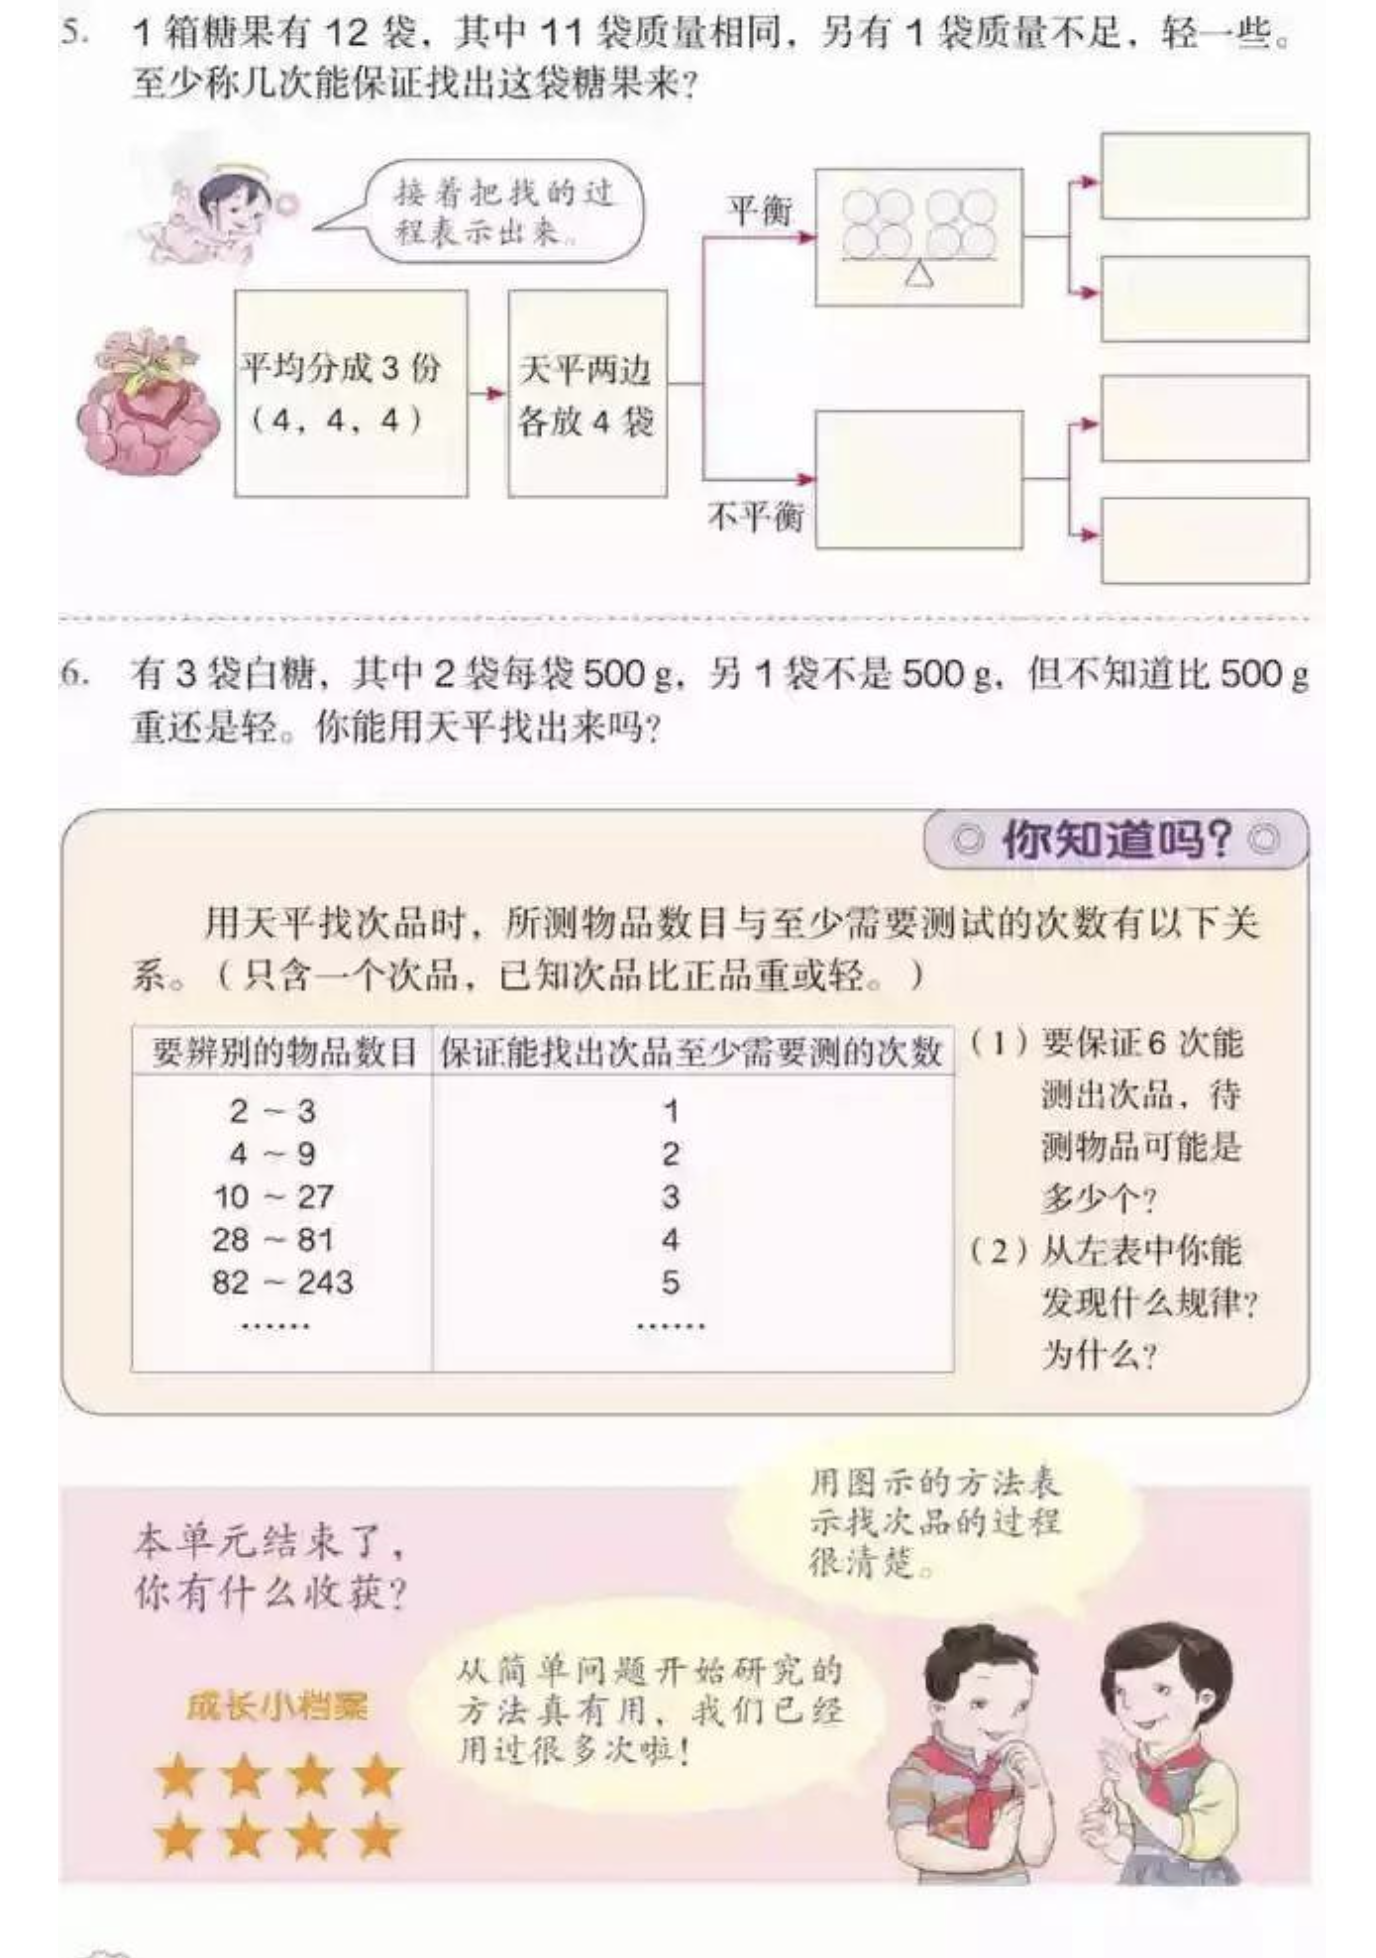 5. 1 箱糖果有 12 袋，其中 11 袋质量相同，另有 1 袋质量不足，轻一些。
至少称几次能保证找出这袋糖果来？
接着把找的过
程表示出来。
平均分成 3 份
（4，4，4）
天平两边
各放 4 袋
平衡
不平衡
6. 有 3 袋白糖，其中 2 袋每袋 500 g，另 1 袋不是 500 g，但不知道比 500 g
重还是轻。你能用天平找出来吗？
你知道吗？
用天平找次品时，所测物品数目与至少需要测试的次数有以下关
系。（只含一个次品，已知次品比正品重或轻。）
要辨别的物品数目 保证能找出次品至少需要测的次数
2 ~ 3 1
4 ~ 9 2
10 ~ 27 3
28 ~ 81 4
82 ~ 243 5
…… ……
（1）要保证 6 次能
测出次品，待
测物品可能是
多少个？
（2）从左表中你能
发现什么规律？
为什么？
本单元结束了，
你有什么收获？
成长小档案
用图示的方法表
示找次品的过程
很清楚。
从简单问题开始研究的
方法真有用，我们已经
用过很多次啦！